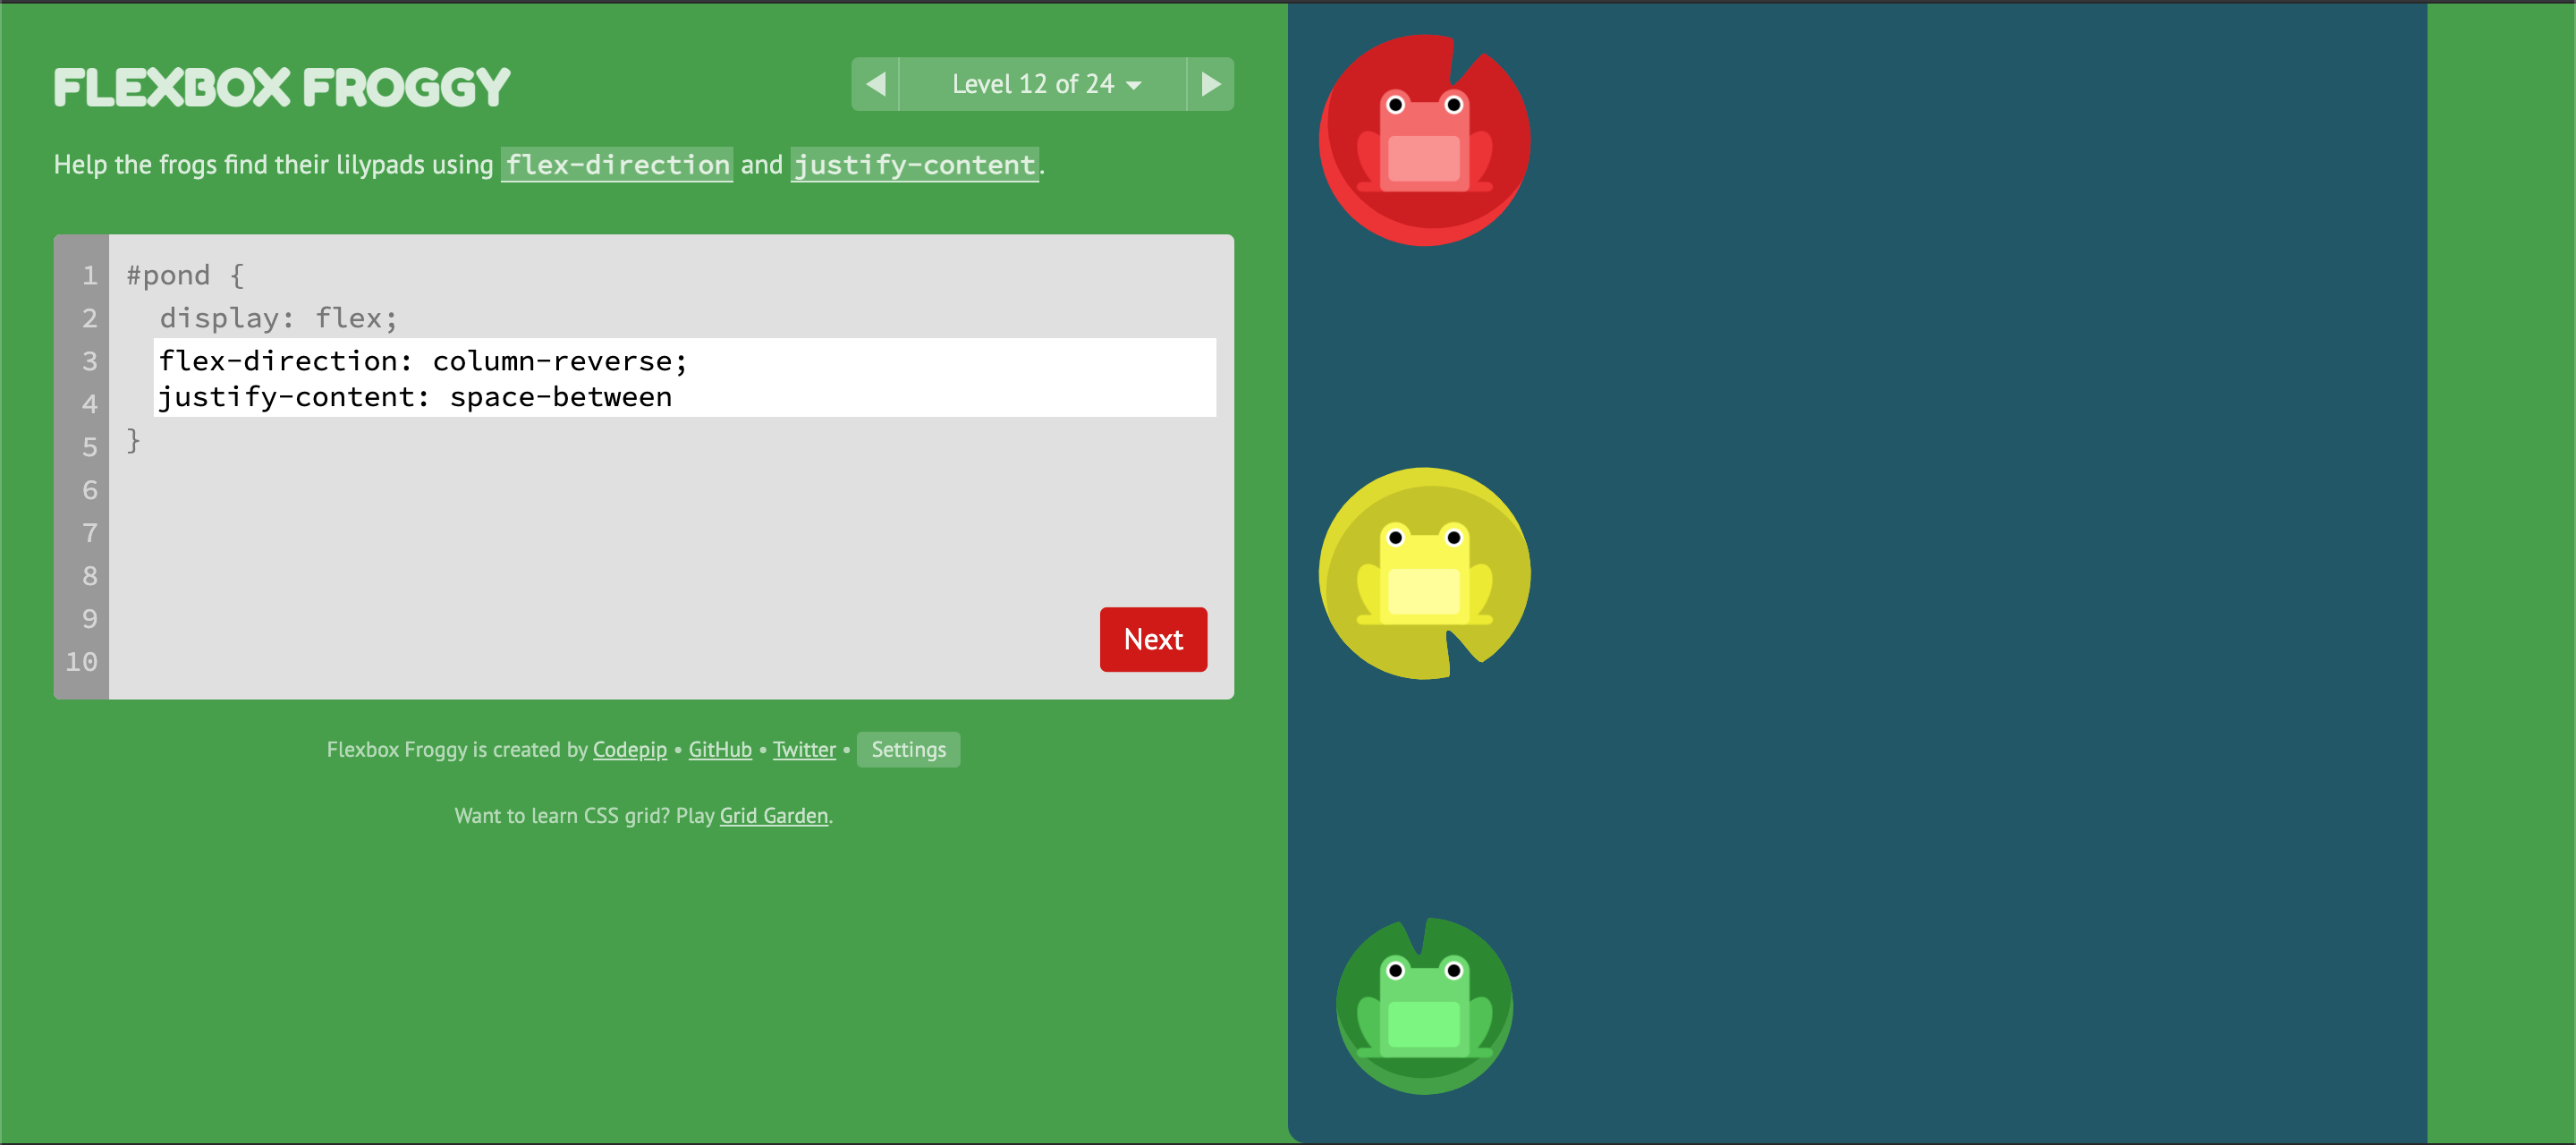 FLEXBOX FROGGY
Level 12 of 24
Help the frogs find their lilypads using flex-direction and justify-content.
1 #pond {
2 display: flex;
3 flex-direction: column-reverse;
4 justify-content: space-between
5 }
6
7
8
9
10
Next
Flexbox Froggy is created by Codepip • GitHub • Twitter • Settings
Want to learn CSS grid? Play Grid Garden.